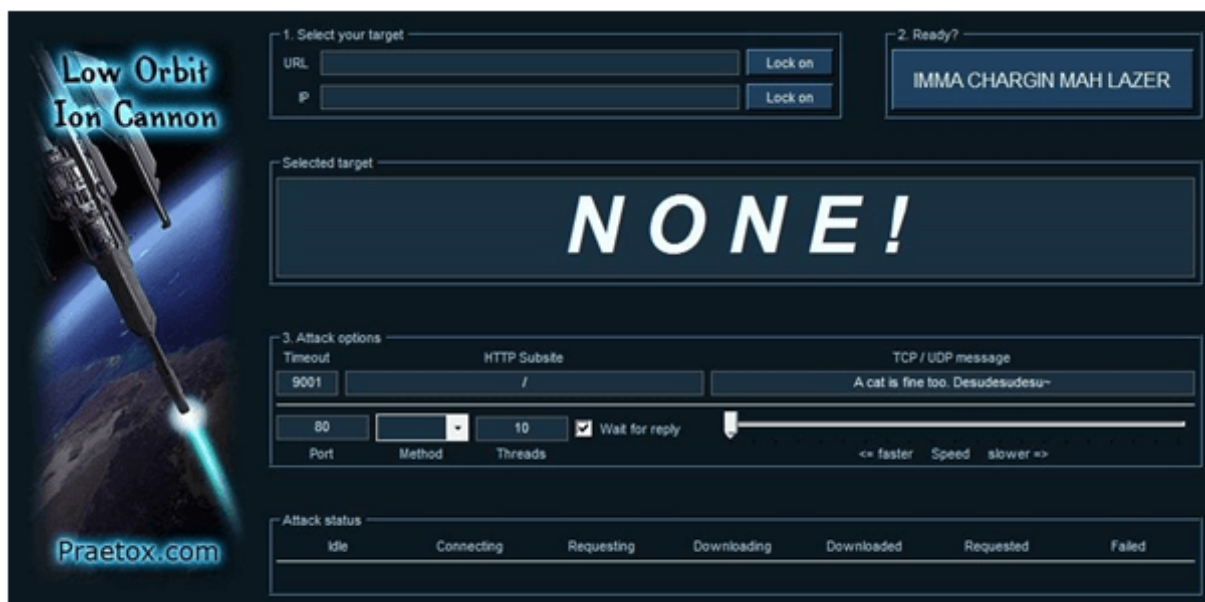 Low Orbit
Ion Cannon
Praetox.com
1. Select your target
URL
Lock on
IP
Lock on
2. Ready?
IMMA CHARGIN MAH LAZER
Selected target
NONE!
3. Attack options
Timeout HTTP Subsite TCP / UDP message
9001 / A cat is fine too. Desudesudesu~
80 10 Wait for reply
Port Method Threads <= faster Speed slower =>
Attack status
Idle Connecting Requesting Downloading Downloaded Requested Failed